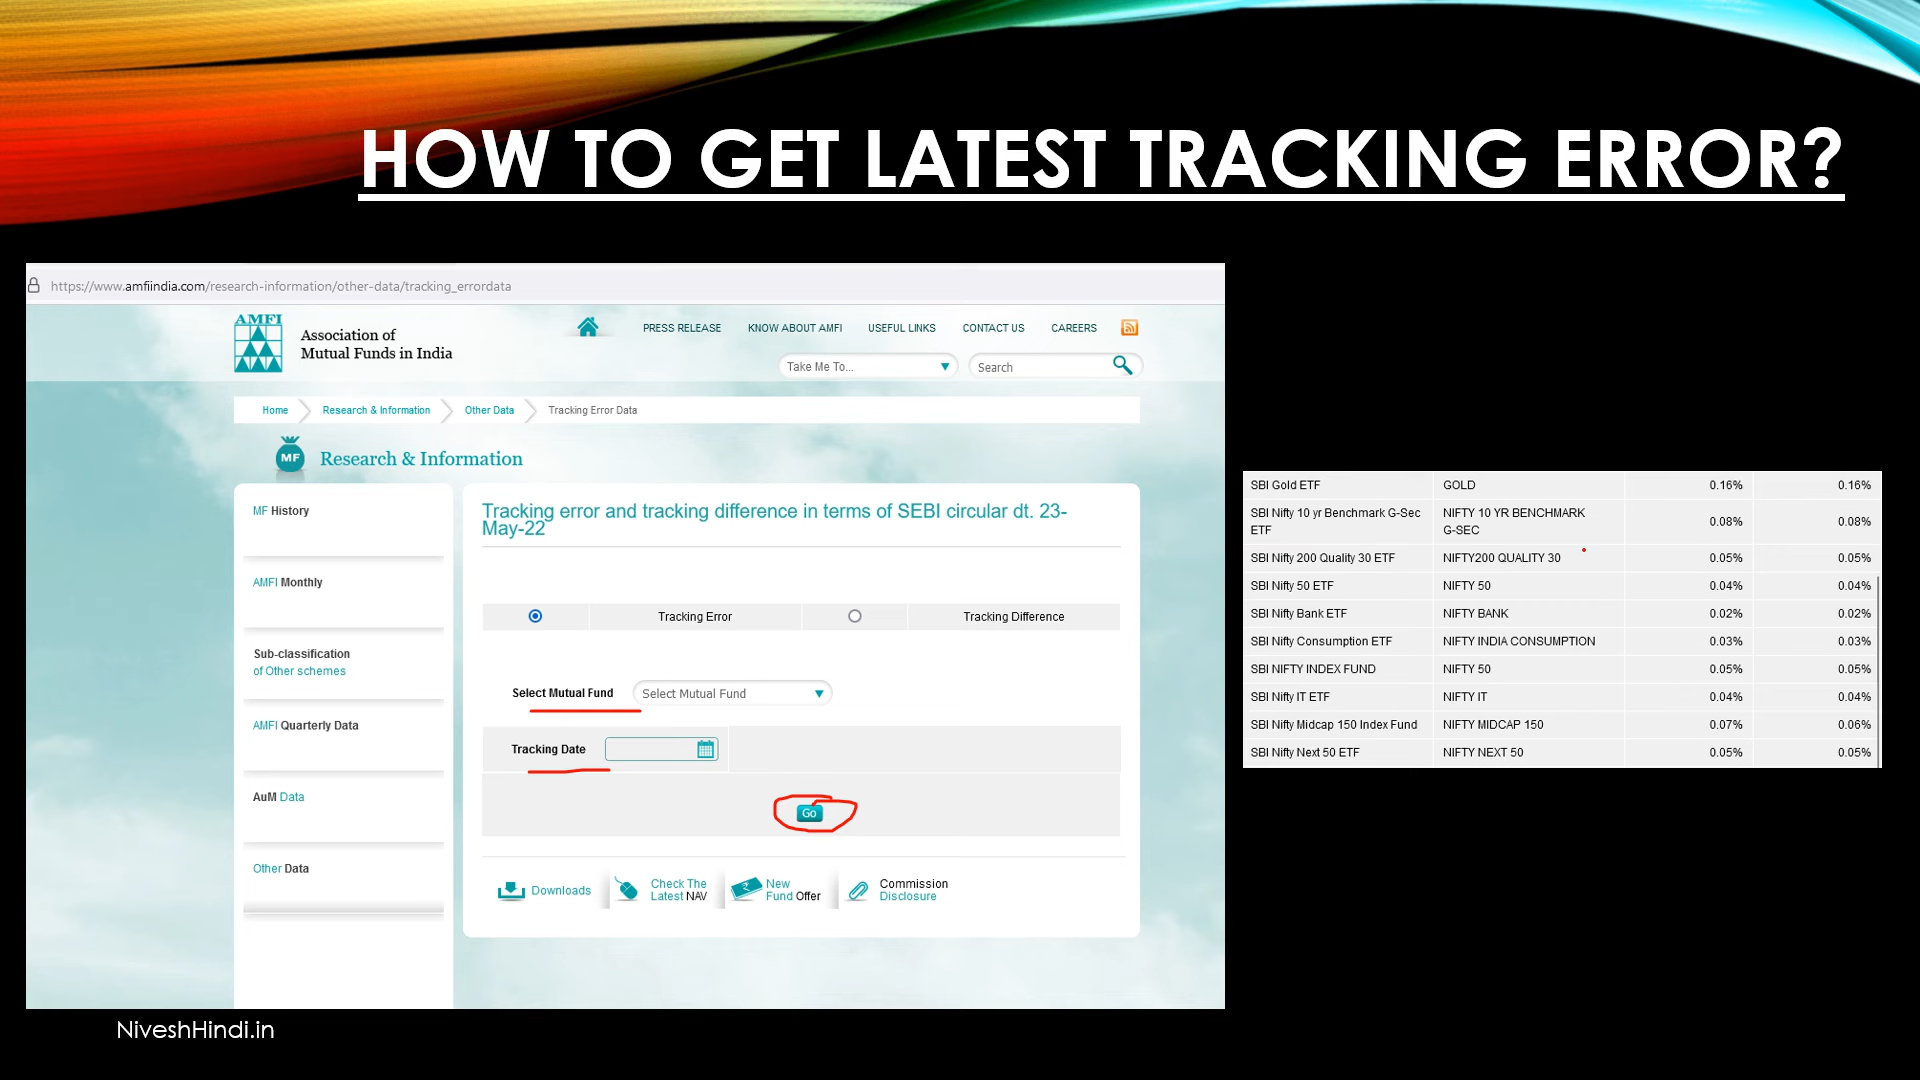 HOW TO GET LATEST TRACKING ERROR?
https://www.amfiindia.com/research-information/other-data/tracking_errordata
AMFI
Association of
Mutual Funds in India
PRESS RELEASE KNOW ABOUT AMFI USEFUL LINKS CONTACT US CAREERS
Take Me To... Search
Home Research & Information Other Data Tracking Error Data
MF Research & Information
MF History
AMFI Monthly
Sub-classification
of Other schemes
AMFI Quarterly Data
AuM Data
Other Data
Tracking error and tracking difference in terms of SEBI circular dt. 23-
May-22
Tracking Error Tracking Difference
Select Mutual Fund Select Mutual Fund
Tracking Date
Go
Downloads
Check The
Latest NAV
New
Fund Offer
Commission
Disclosure
SBI Gold ETF GOLD 0.16% 0.16%
SBI Nifty 10 yr Benchmark G-Sec
ETF
NIFTY 10 YR BENCHMARK
G-SEC
0.08% 0.08%
SBI Nifty 200 Quality 30 ETF NIFTY200 QUALITY 30 0.05% 0.05%
SBI Nifty 50 ETF NIFTY 50 0.04% 0.04%
SBI Nifty Bank ETF NIFTY BANK 0.02% 0.02%
SBI Nifty Consumption ETF NIFTY INDIA CONSUMPTION 0.03% 0.03%
SBI NIFTY INDEX FUND NIFTY 50 0.05% 0.05%
SBI Nifty IT ETF NIFTY IT 0.04% 0.04%
SBI Nifty Midcap 150 Index Fund NIFTY MIDCAP 150 0.07% 0.06%
SBI Nifty Next 50 ETF NIFTY NEXT 50 0.05% 0.05%
NiveshHindi.in